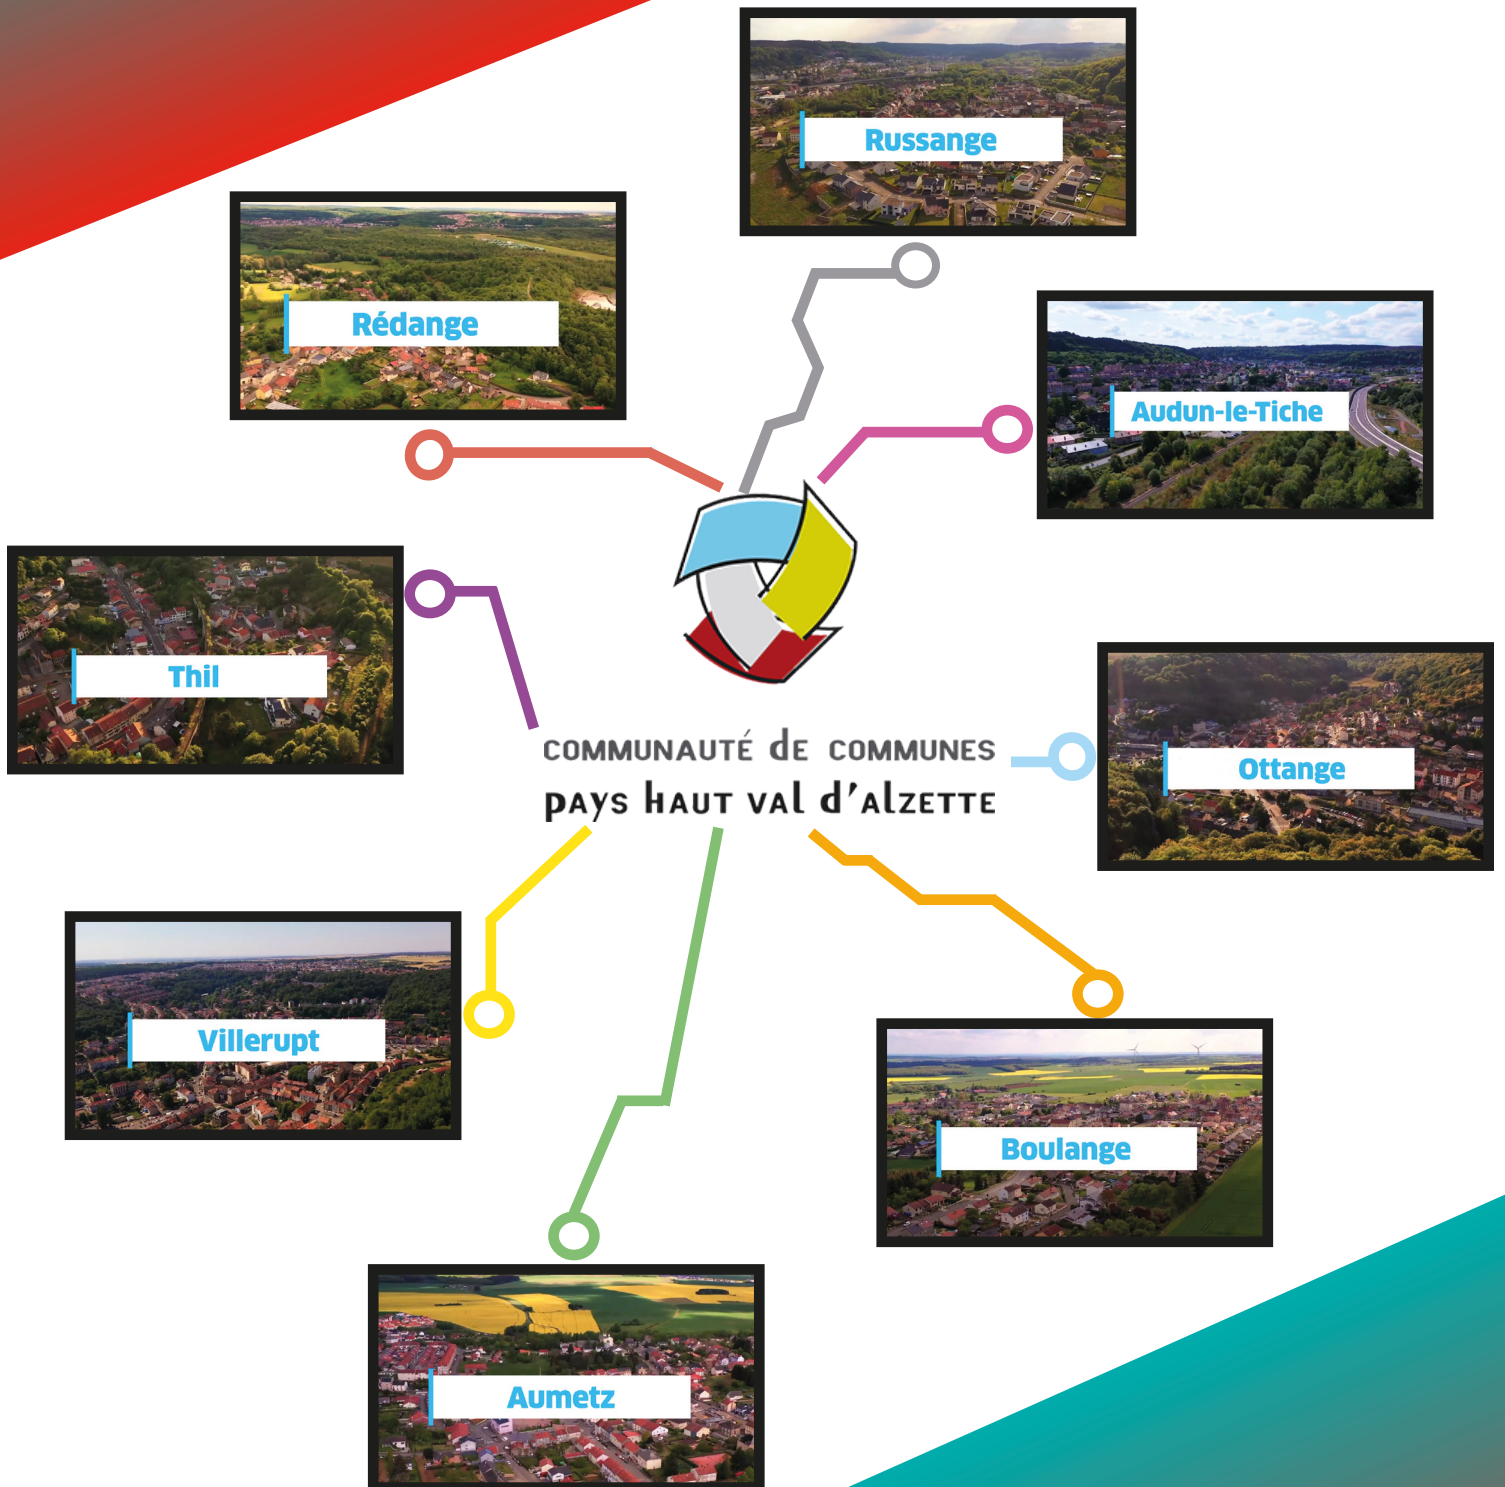 Russange
Rédange
Audun-le-Tiche
Thil
COMMUNAUTÉ de COMMUNES
pays HAUT val d'alzette
Ottange
Villerupt
Boulange
Aumetz